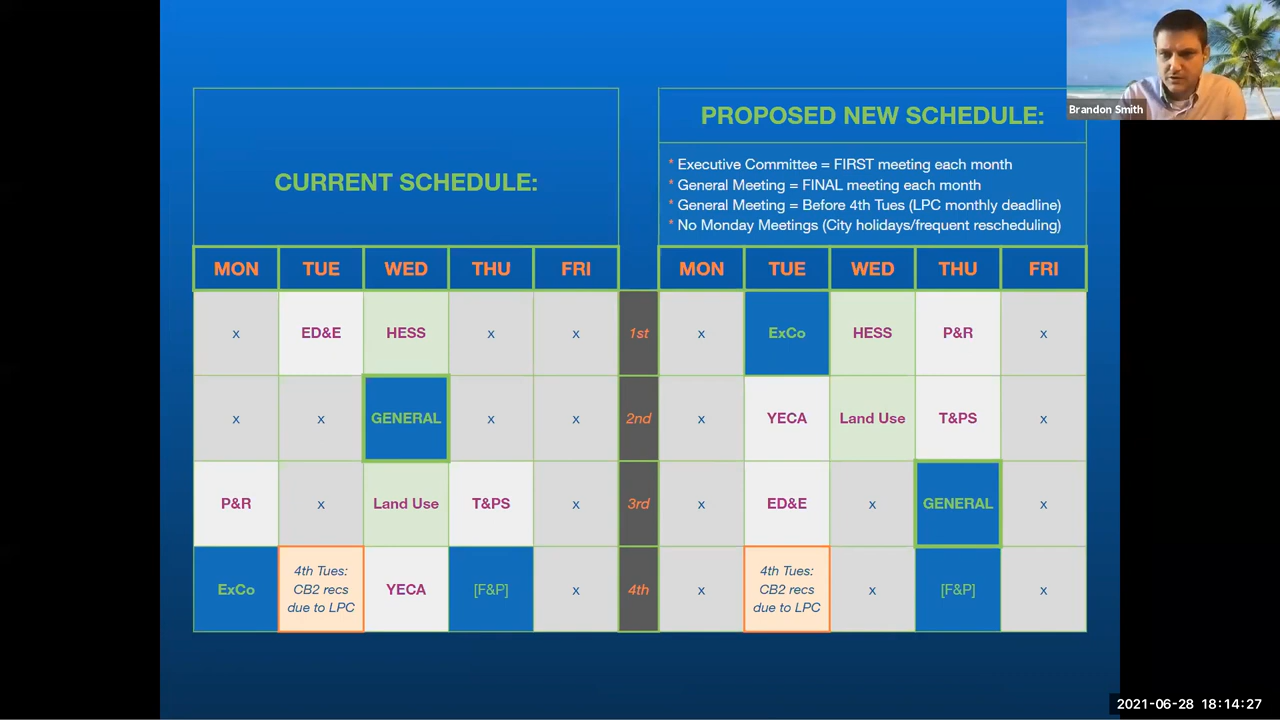 CURRENT SCHEDULE:
PROPOSED NEW SCHEDULE:
* Executive Committee = FIRST meeting each month
* General Meeting = FINAL meeting each month
* General Meeting = Before 4th Tues (LPC monthly deadline)
* No Monday Meetings (City holidays/frequent rescheduling)
Brandon Smith
MON TUE WED THU FRI MON TUE WED THU FRI
x ED&E HESS x x 1st x ExCo HESS P&R x
x x GENERAL x x 2nd x YECA Land Use T&PS x
P&R x Land Use T&PS x 3rd x ED&E x GENERAL x
ExCo 4th Tues: CB2 recs due to LPC YECA [F&P] x 4th x 4th Tues: CB2 recs due to LPC x [F&P] x
2021-06-28 18:14:27